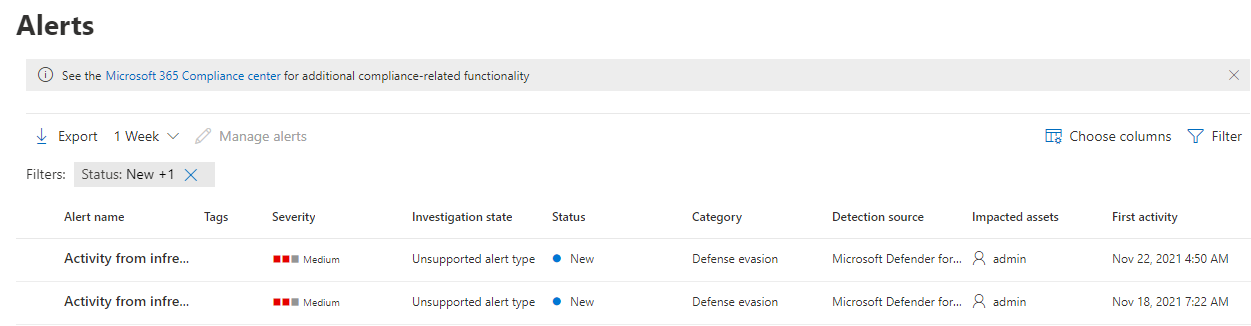 Alerts
See the Microsoft 365 Compliance center for additional compliance-related functionality
Export 1 Week Manage alerts Choose columns Filter
Filters: Status: New +1
Alert name Tags Severity Investigation state Status Category Detection source Impacted assets First activity
Activity from infre... Medium Unsupported alert type New Defense evasion Microsoft Defender for... admin Nov 22, 2021 4:50 AM
Activity from infre... Medium Unsupported alert type New Defense evasion Microsoft Defender for... admin Nov 18, 2021 7:22 AM